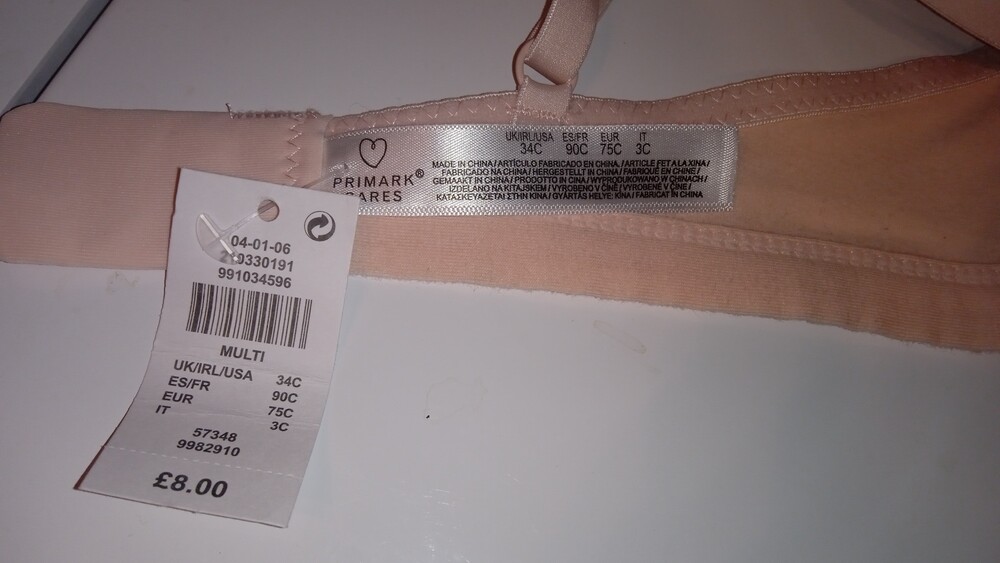 UK/IRL/USA ES/FR EUR IT
34C 90C 75C 3C
PRIMARK®
CARES
MADE IN CHINA / ARTÍCULO FABRICADO EN CHINA, / ARTICLE FET A LA XINA /
FABRICADO NA CHINA / HERGESTELLT IN CHINA / FABRIQUÉ EN CHINE /
GEMAAKT IN CHINA / PRODOTTO IN CINA / WYPRODUKOWANO W CHINACH /
IZDELANO NA KITAJSKEM / VYROBENO V ČÍNĚ / VYROBENÉ V ČÍNE /
ΚΑΤΑΣΚΕΥΑΖΕΤΑΙ ΣΤΗΝ ΚΙΝΑ / GYÁRTÁS HELYE: KÍNA / FABRICAT ÎN CHINA
04-01-06
991034596
MULTI
UK/IRL/USA 34C
ES/FR 90C
EUR 75C
IT 3C
57348
9982910
£8.00